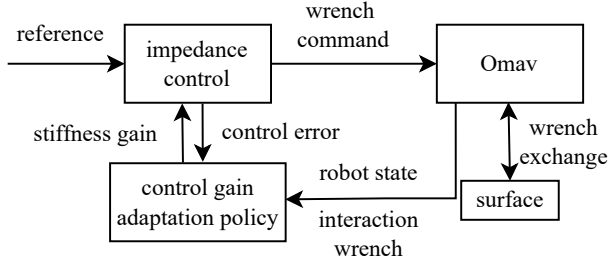 reference
impedance
control
wrench
command
Omav
stiffness gain
control error
wrench
exchange
control gain
adaptation policy
robot state
interaction
wrench
surface